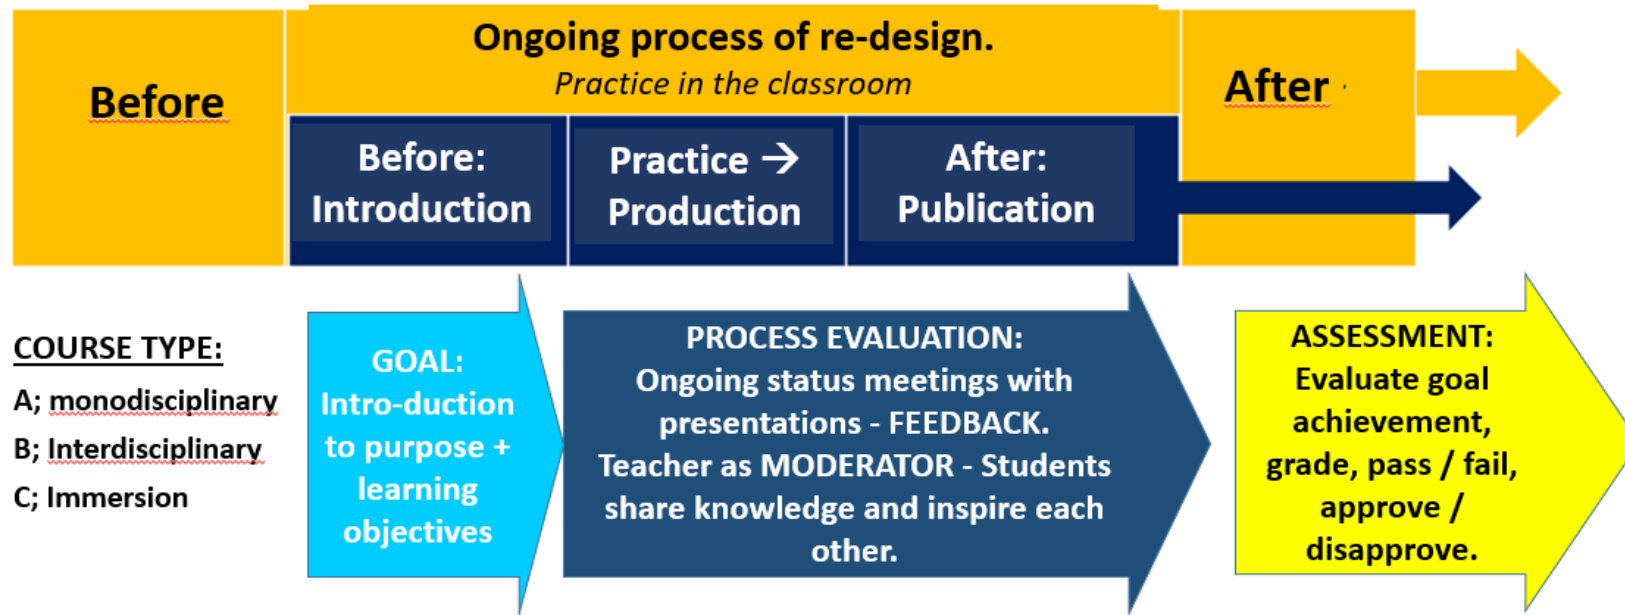 Before
Ongoing process of re-design.
Practice in the classroom
After
Before:
Introduction
Practice →
Production
After:
Publication
COURSE TYPE:
A; monodisciplinary
B; Interdisciplinary
C; Immersion
GOAL:
Intro-duction
to purpose +
learning
objectives
PROCESS EVALUATION:
Ongoing status meetings with
presentations - FEEDBACK.
Teacher as MODERATOR - Students
share knowledge and inspire each
other.
ASSESSMENT:
Evaluate goal
achievement,
grade, pass / fail,
approve /
disapprove.